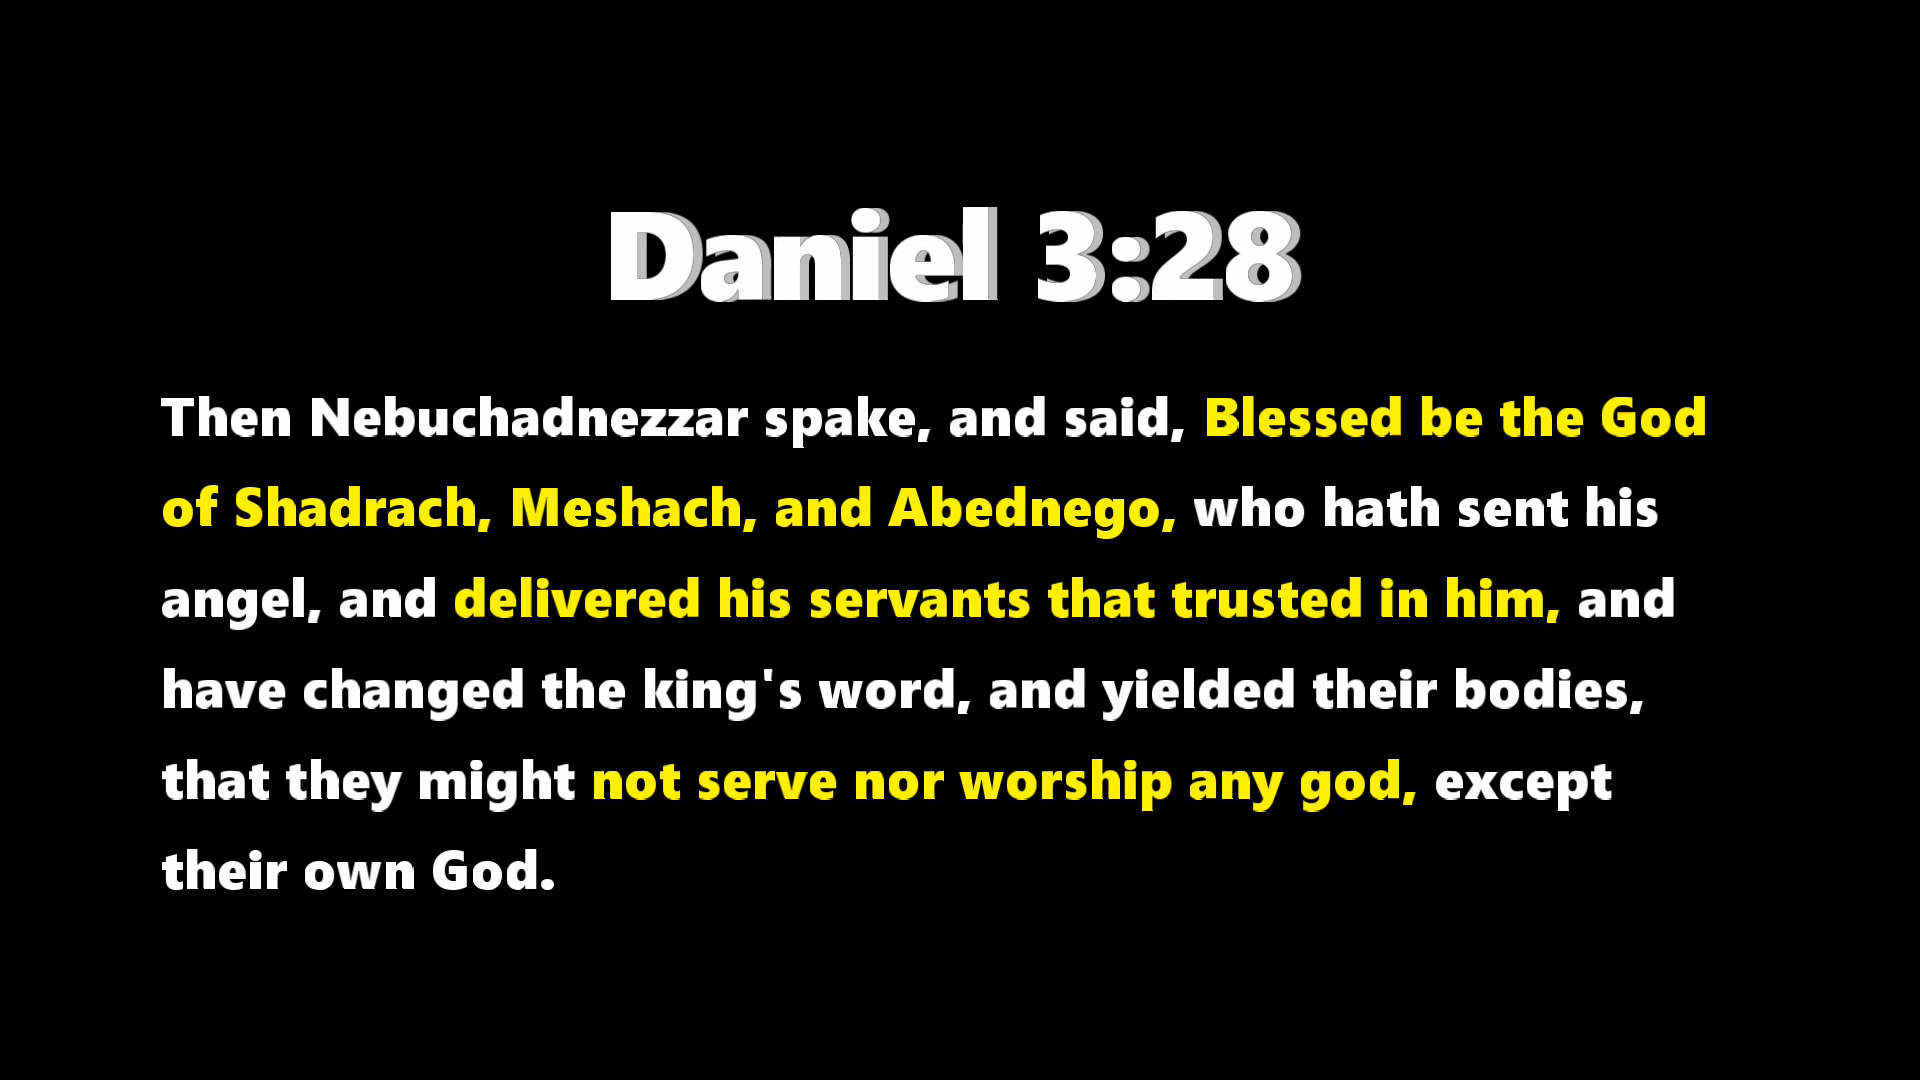 Daniel 3:28
Then Nebuchadnezzar spake, and said, Blessed be the God
of Shadrach, Meshach, and Abednego, who hath sent his
angel, and delivered his servants that trusted in him, and
have changed the king's word, and yielded their bodies,
that they might not serve nor worship any god, except
their own God.